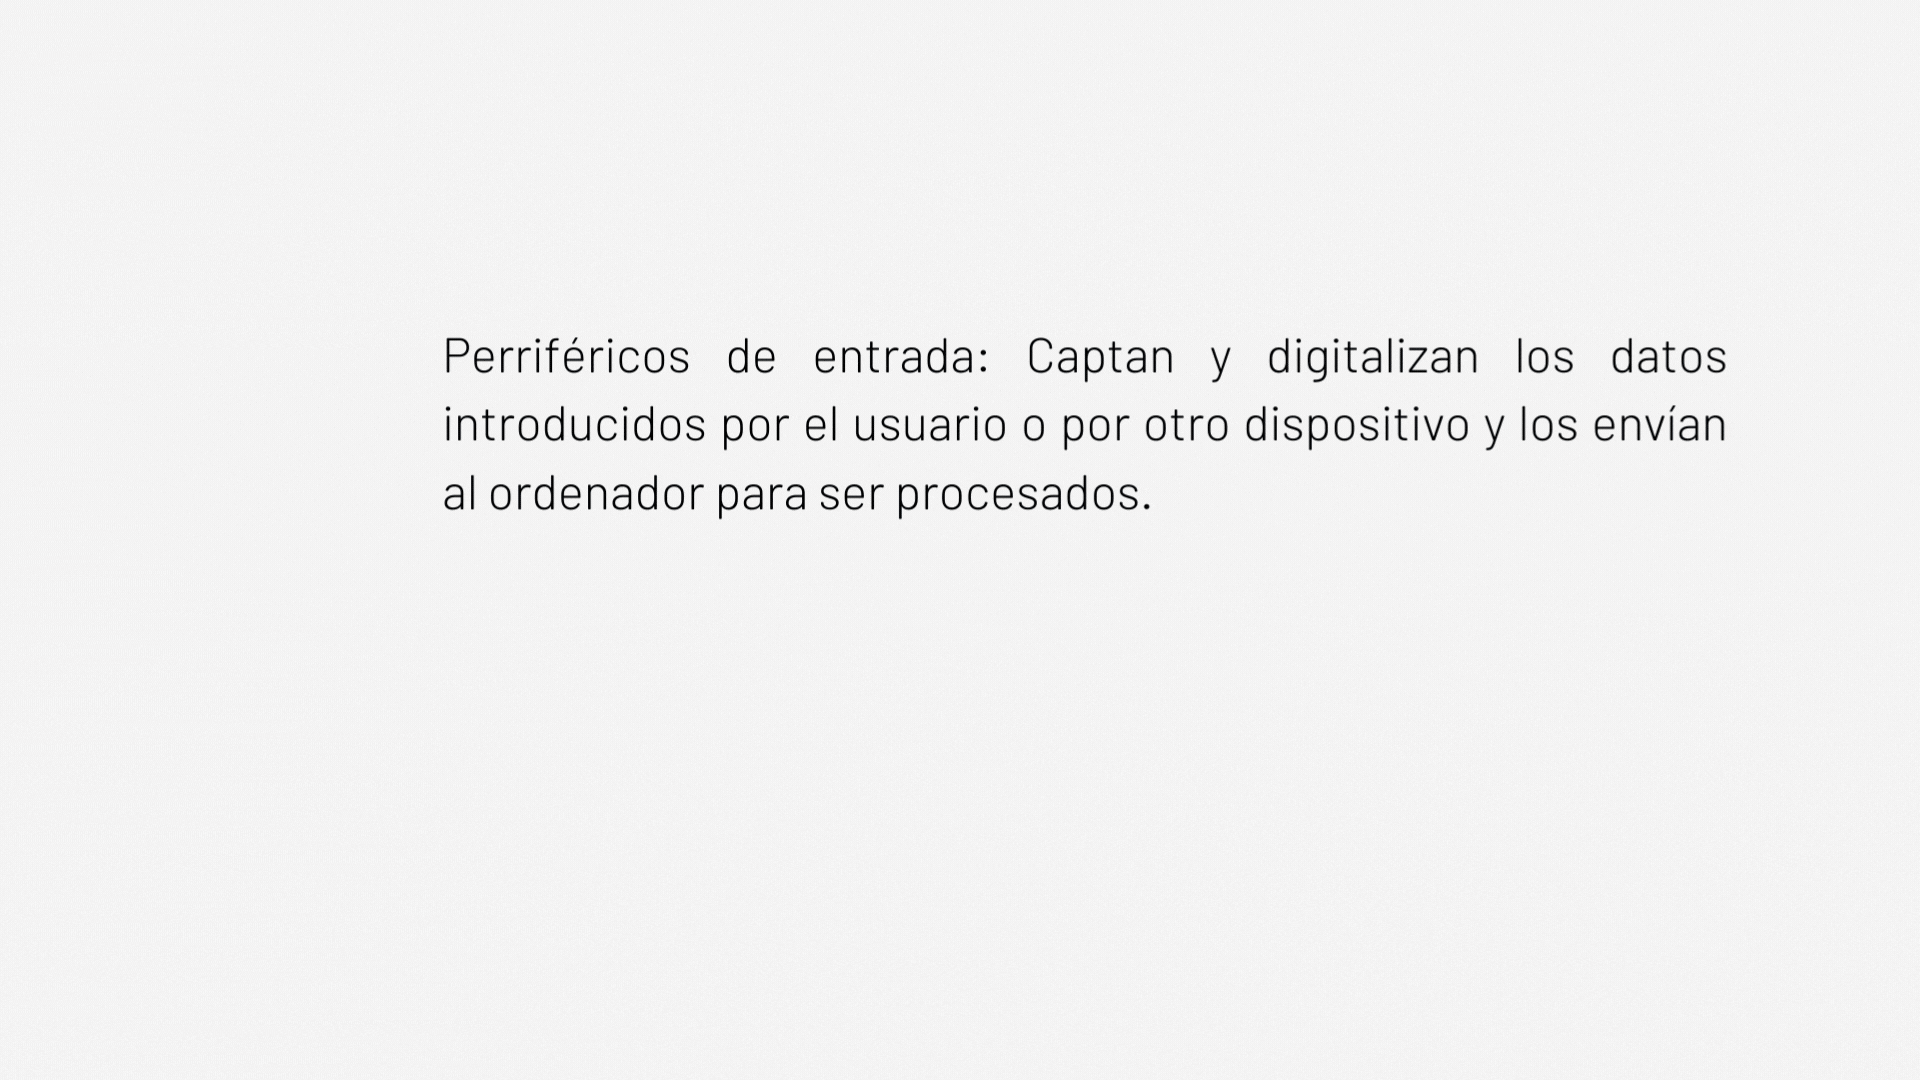 Perriféricos de entrada: Captan y digitalizan los datos
introducidos por el usuario o por otro dispositivo y los envían
al ordenador para ser procesados.